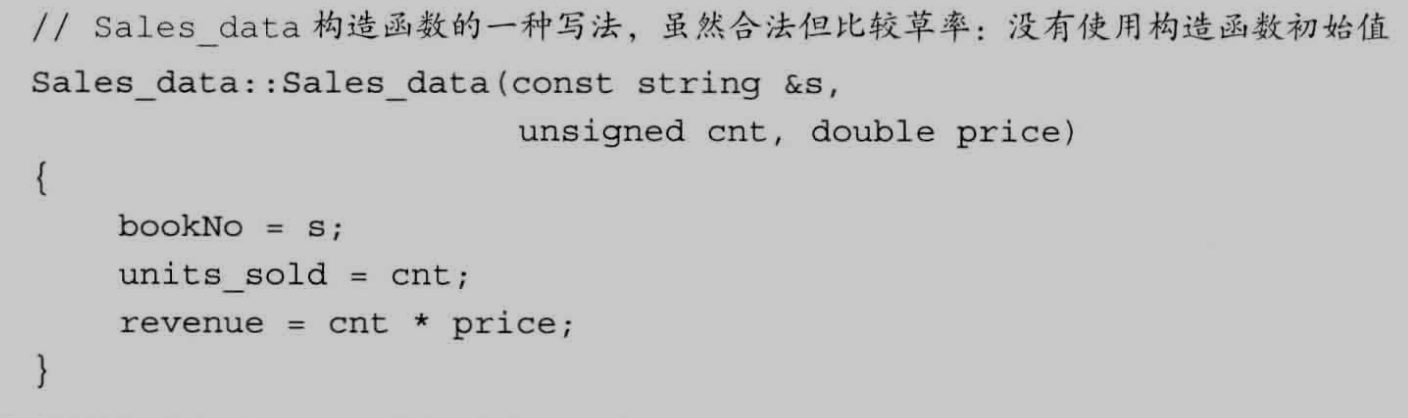 // Sales_data 构造函数的一种写法，虽然合法但比较草率：没有使用构造函数初始值
Sales_data::Sales_data(const string &s,
                       unsigned cnt, double price)
{
    bookNo = s;
    units_sold = cnt;
    revenue = cnt * price;
}